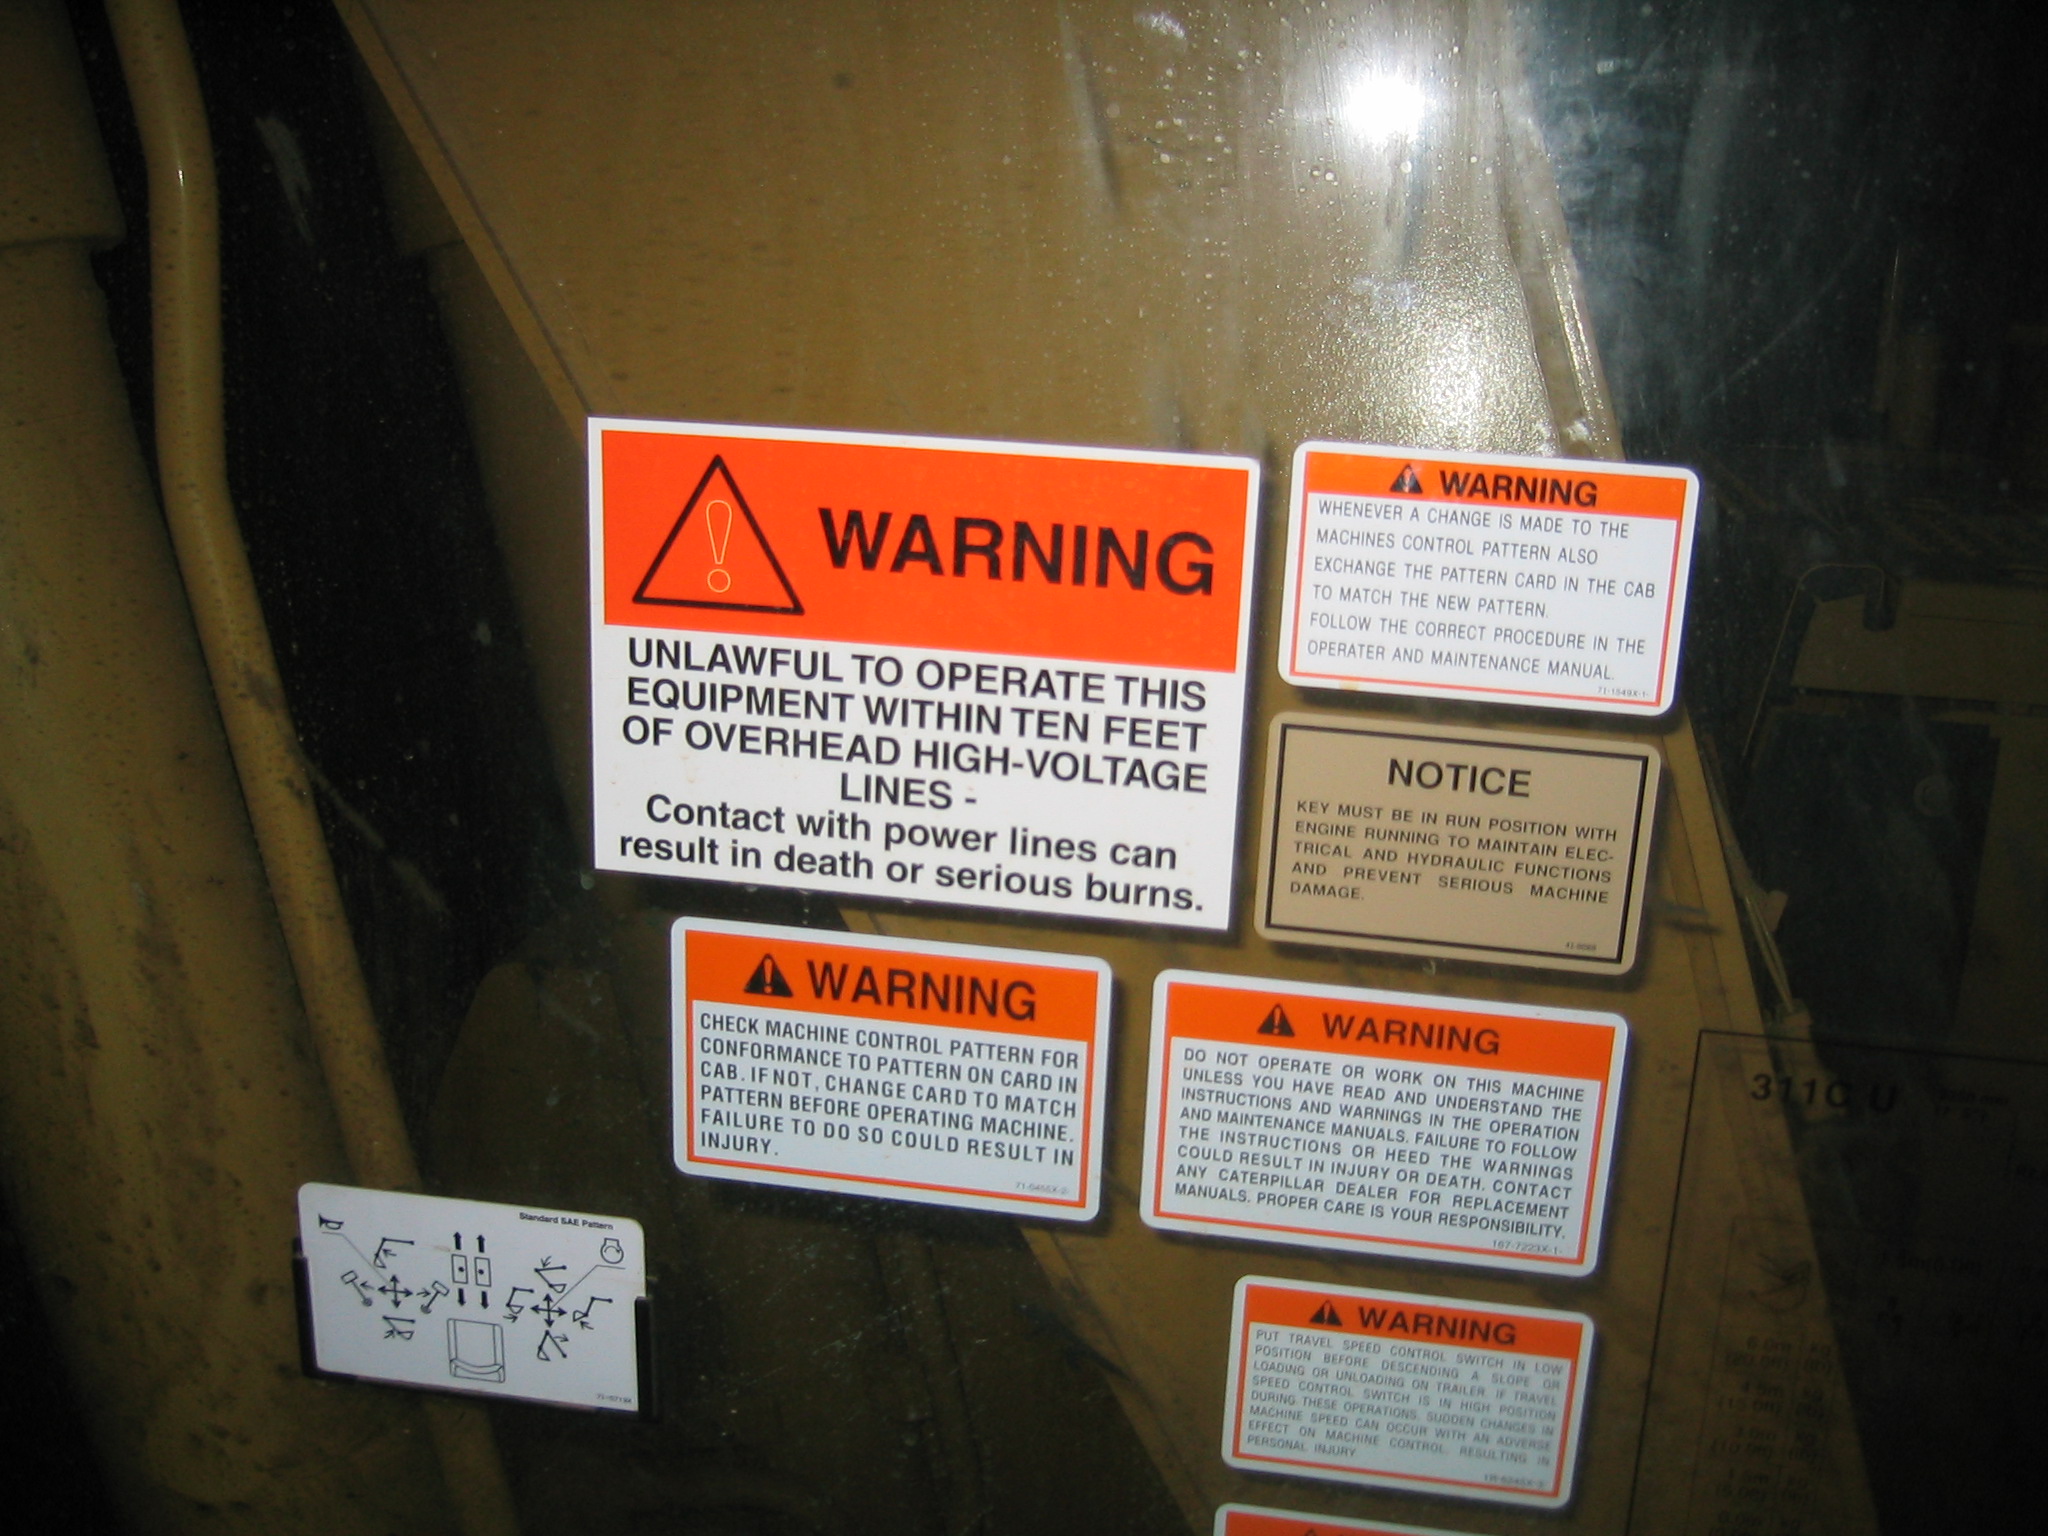 WARNING
UNLAWFUL TO OPERATE THIS
EQUIPMENT WITHIN TEN FEET
OF OVERHEAD HIGH-VOLTAGE
LINES -
Contact with power lines can
result in death or serious burns.
WARNING
WHENEVER A CHANGE IS MADE TO THE
MACHINES CONTROL PATTERN ALSO
EXCHANGE THE PATTERN CARD IN THE CAB
TO MATCH THE NEW PATTERN.
FOLLOW THE CORRECT PROCEDURE IN THE
OPERATER AND MAINTENANCE MANUAL.
NOTICE
KEY MUST BE IN RUN POSITION WITH
ENGINE RUNNING TO MAINTAIN ELEC-
TRICAL AND HYDRAULIC FUNCTIONS
AND PREVENT SERIOUS MACHINE
DAMAGE.
WARNING
CHECK MACHINE CONTROL PATTERN FOR
CONFORMANCE TO PATTERN ON CARD IN
CAB. IF NOT, CHANGE CARD TO MATCH
PATTERN BEFORE OPERATING MACHINE.
FAILURE TO DO SO COULD RESULT IN
INJURY.
WARNING
DO NOT OPERATE OR WORK ON THIS MACHINE
UNLESS YOU HAVE READ AND UNDERSTAND THE
INSTRUCTIONS AND WARNINGS IN THE OPERATION
AND MAINTENANCE MANUALS. FAILURE TO FOLLOW
THE INSTRUCTIONS OR HEED THE WARNINGS
COULD RESULT IN INJURY OR DEATH. CONTACT
ANY CATERPILLAR DEALER FOR REPLACEMENT
MANUALS. PROPER CARE IS YOUR RESPONSIBILITY.
167-7223X-1-
311C U
Standard SAE Pattern
WARNING
PUT TRAVEL SPEED CONTROL SWITCH IN LOW
POSITION BEFORE DESCENDING A SLOPE OR
LOADING OR UNLOADING ON TRAILER IF TRAVEL
SPEED CONTROL SWITCH IS IN HIGH POSITION
DURING THESE OPERATIONS. SUDDEN CHANGES IN
MACHINE SPEED CAN OCCUR WITH AN ADVERSE
EFFECT ON MACHINE CONTROL. RESULTING IN
PERSONAL INJURY